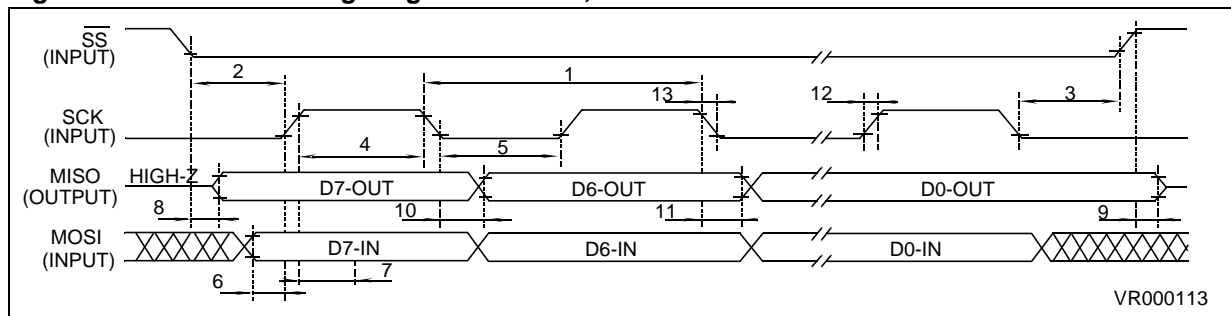 SS
(INPUT)
2
1
13
12
3
SCK
(INPUT)
4
5
MISO
(OUTPUT)
HIGH-Z
D7-OUT
D6-OUT
D0-OUT
8
10
11
9
MOSI
(INPUT)
D7-IN
D6-IN
D0-IN
6
7
VR000113